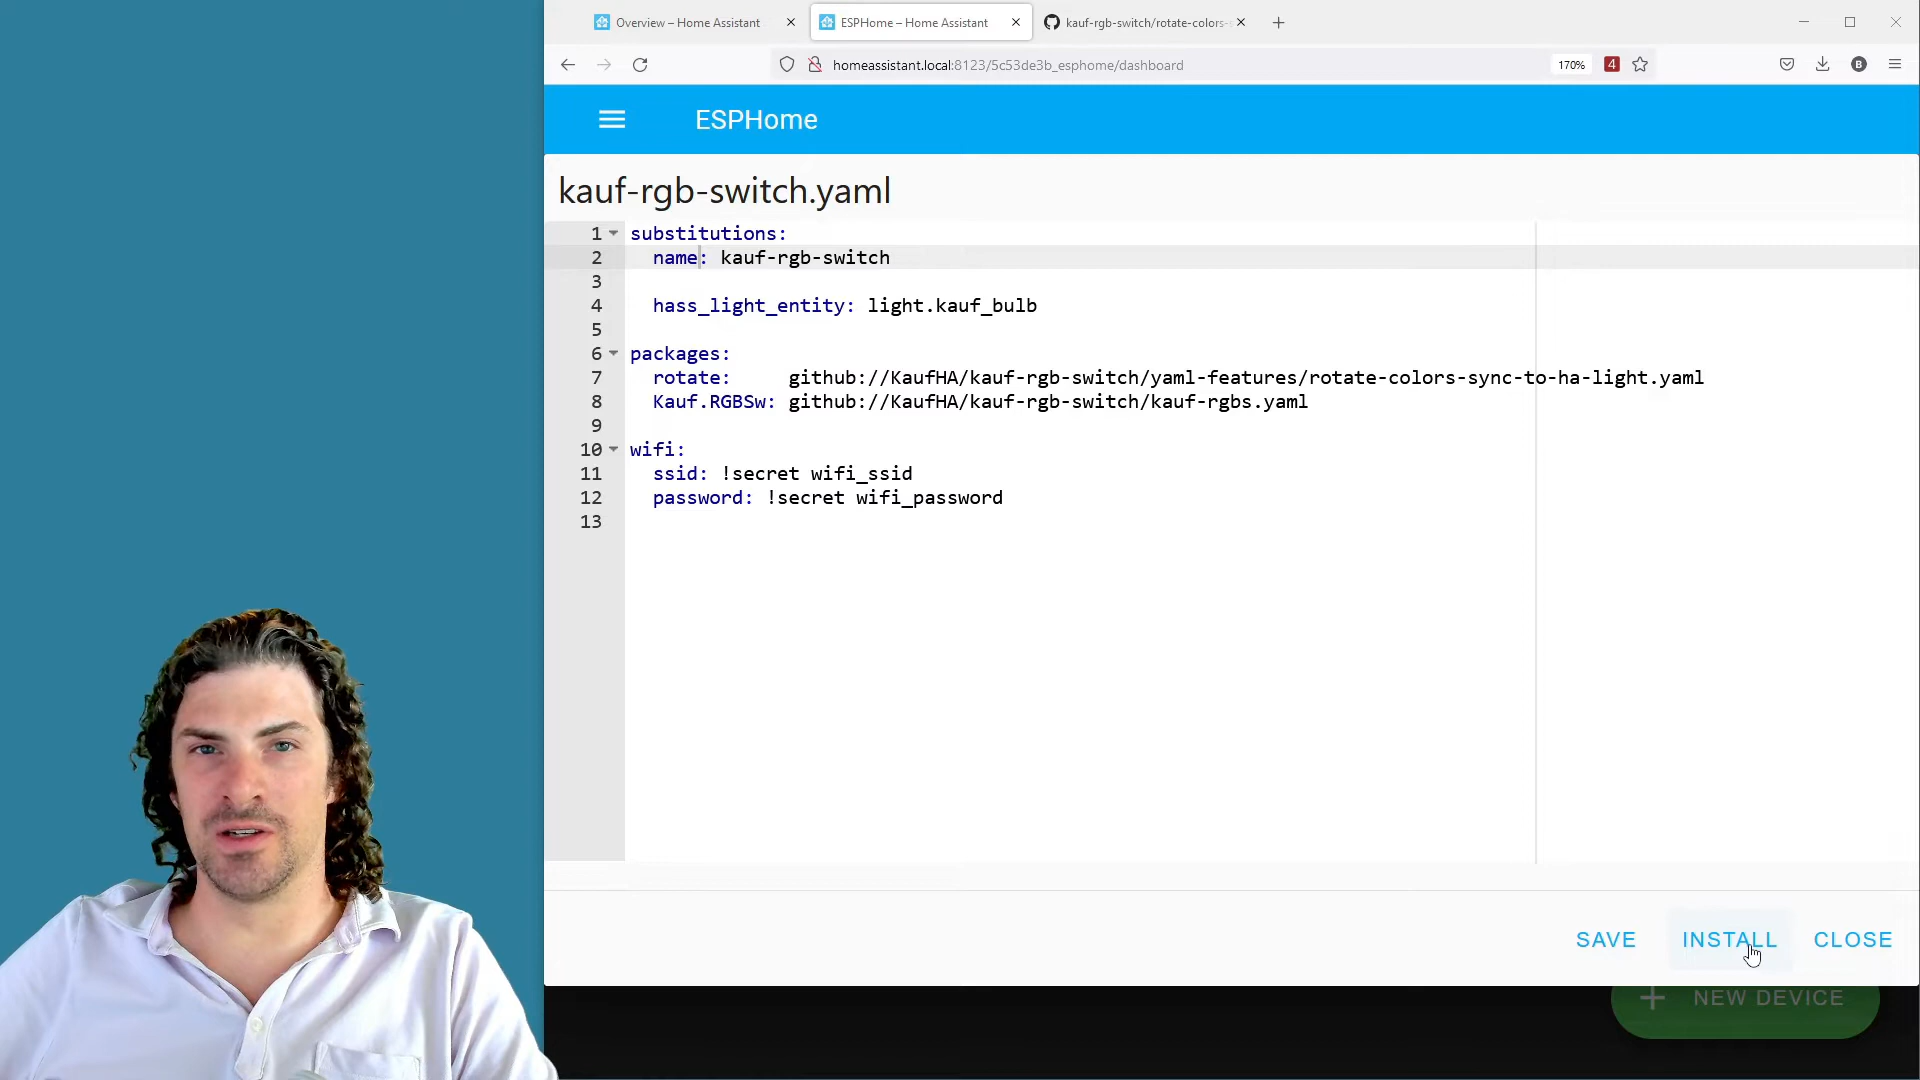 Overview – Home Assistant
ESPHome – Home Assistant
kauf-rgb-switch/rotate-colors-
homeassistant.local:8123/5c53de3b_esphome/dashboard
170%
4
B
ESPHome
kauf-rgb-switch.yaml
1 substitutions:
2 name: kauf-rgb-switch
3
4 hass_light_entity: light.kauf_bulb
5
6 packages:
7 rotate: github://KaufHA/kauf-rgb-switch/yaml-features/rotate-colors-sync-to-ha-light.yaml
8 Kauf.RGBSw: github://KaufHA/kauf-rgb-switch/kauf-rgbs.yaml
9
10 wifi:
11 ssid: !secret wifi_ssid
12 password: !secret wifi_password
13
SAVE INSTALL CLOSE
+ NEW DEVICE